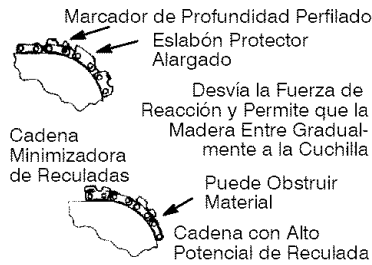 Marcador de Profundidad Perfilado
Eslabón Protector
Alargado
Desvía la Fuerza de
Reacción y Permite que la
Madera Entre Gradual-
mente a la Cuchilla
Cadena
Minimizadora
de Reculadas
Puede Obstruir
Material
Cadena con Alto
Potencial de Reculada